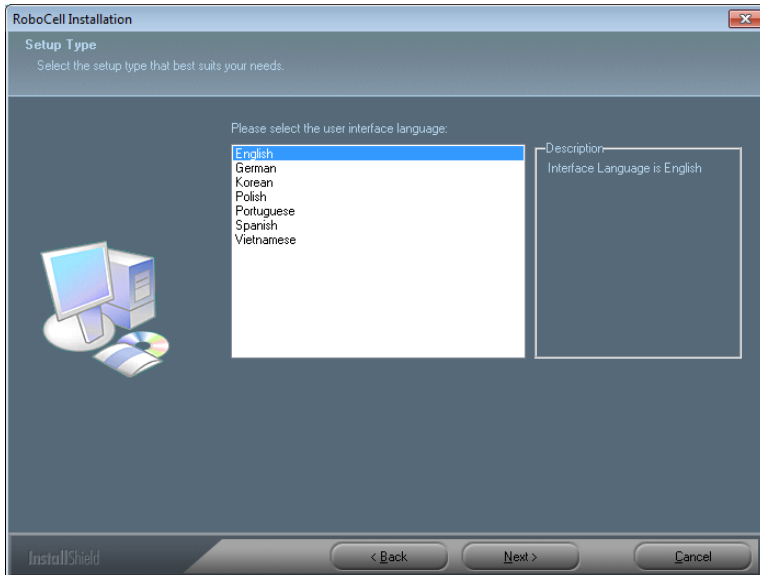 RoboCell Installation
Setup Type
Select the setup type that best suits your needs.
Please select the user interface language:
English
German
Korean
Polish
Portuguese
Spanish
Vietnamese
Description
Interface Language is English
InstallShield
< Back
Next >
Cancel